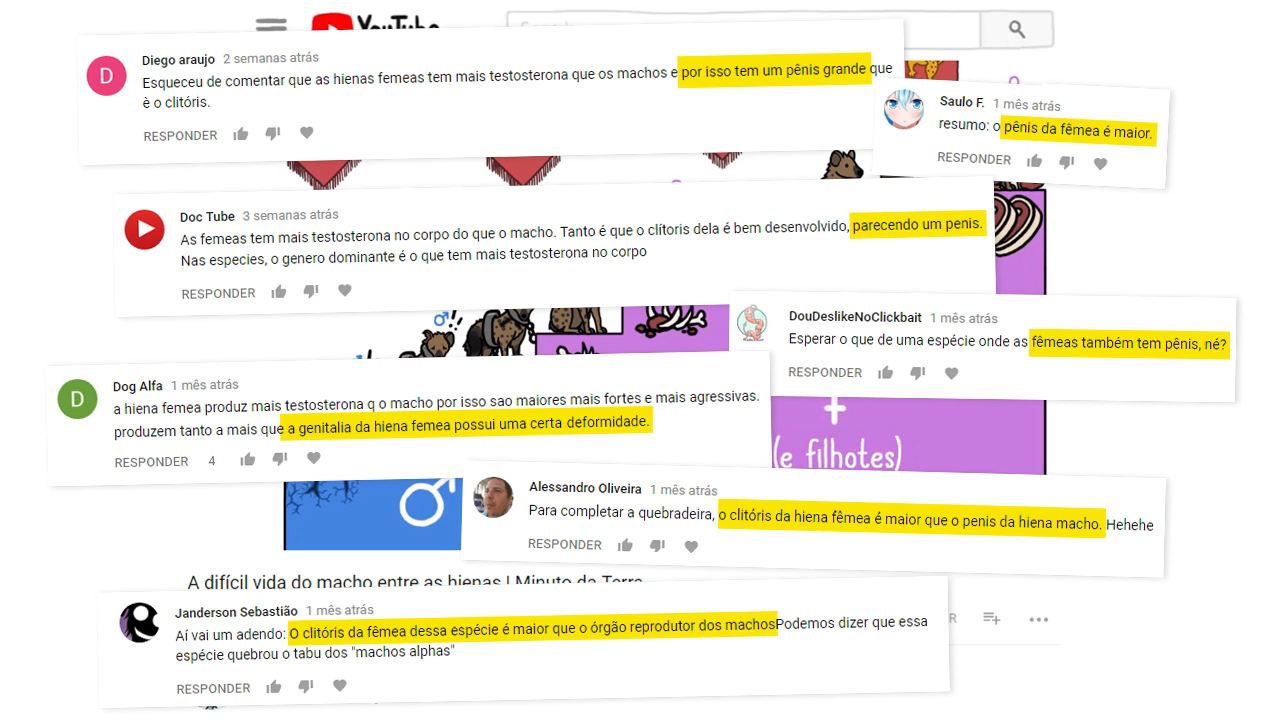 YouTube
D
Diego araujo 2 semanas atrás
Esqueceu de comentar que as hienas femeas tem mais testosterona que os machos e por isso tem um pênis grande que
è o clitóris.
RESPONDER
Saulo F. 1 mês atrás
resumo: o pênis da fêmea é maior.
RESPONDER
Doc Tube 3 semanas atrás
As femeas tem mais testosterona no corpo do que o macho. Tanto é que o clítoris dela é bem desenvolvido, parecendo um penis.
Nas especies, o genero dominante é o que tem mais testosterona no corpo
RESPONDER
DouDeslikeNoClickbait 1 mês atrás
Esperar o que de uma espécie onde as fêmeas também tem pênis, né?
RESPONDER
D
Dog Alfa 1 mês atrás
a hiena femea produz mais testosterona q o macho por isso sao maiores mais fortes e mais agressivas.
produzem tanto a mais que a genitalia da hiena femea possui uma certa deformidade.
RESPONDER 4
+
(e filhotes)
Alessandro Oliveira 1 mês atrás
Para completar a quebradeira, o clitóris da hiena fêmea é maior que o penis da hiena macho. Hehehe
RESPONDER
A difícil vida do macho entre as hienas | Minuto da Terra
Janderson Sebastião 1 mês atrás
Aí vai um adendo: O clitóris da fêmea dessa espécie é maior que o órgão reprodutor dos machosPodemos dizer que essa
espécie quebrou o tabu dos "machos alphas"
RESPONDER